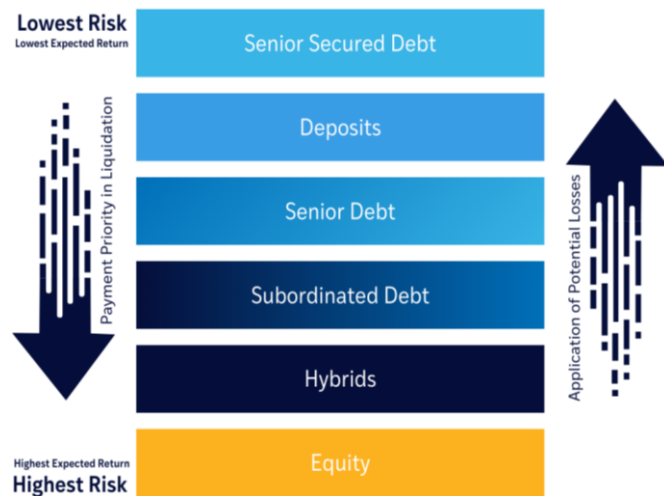 Lowest Risk
Lowest Expected Return
Senior Secured Debt
Deposits
Payment Priority in Liquidation
Senior Debt
Application of Potential Losses
Subordinated Debt
Hybrids
Equity
Highest Expected Return
Highest Risk